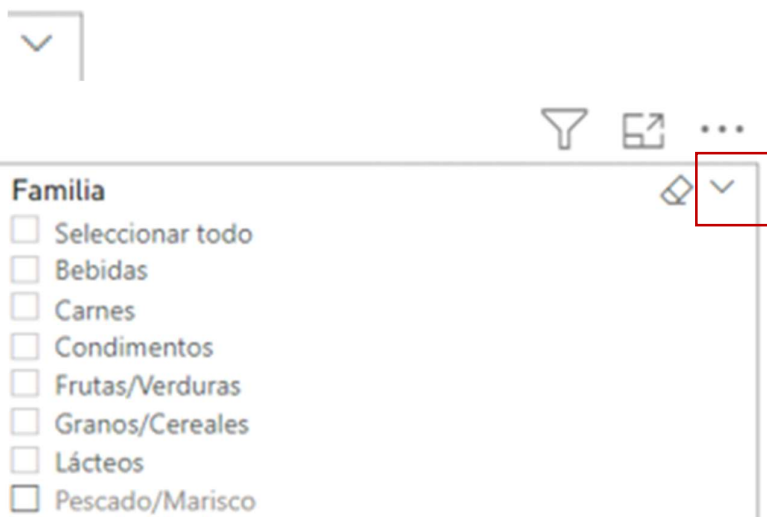 Familia
Seleccionar todo
Bebidas
Carnes
Condimentos
Frutas/Verduras
Granos/Cereales
Lácteos
Pescado/Marisco